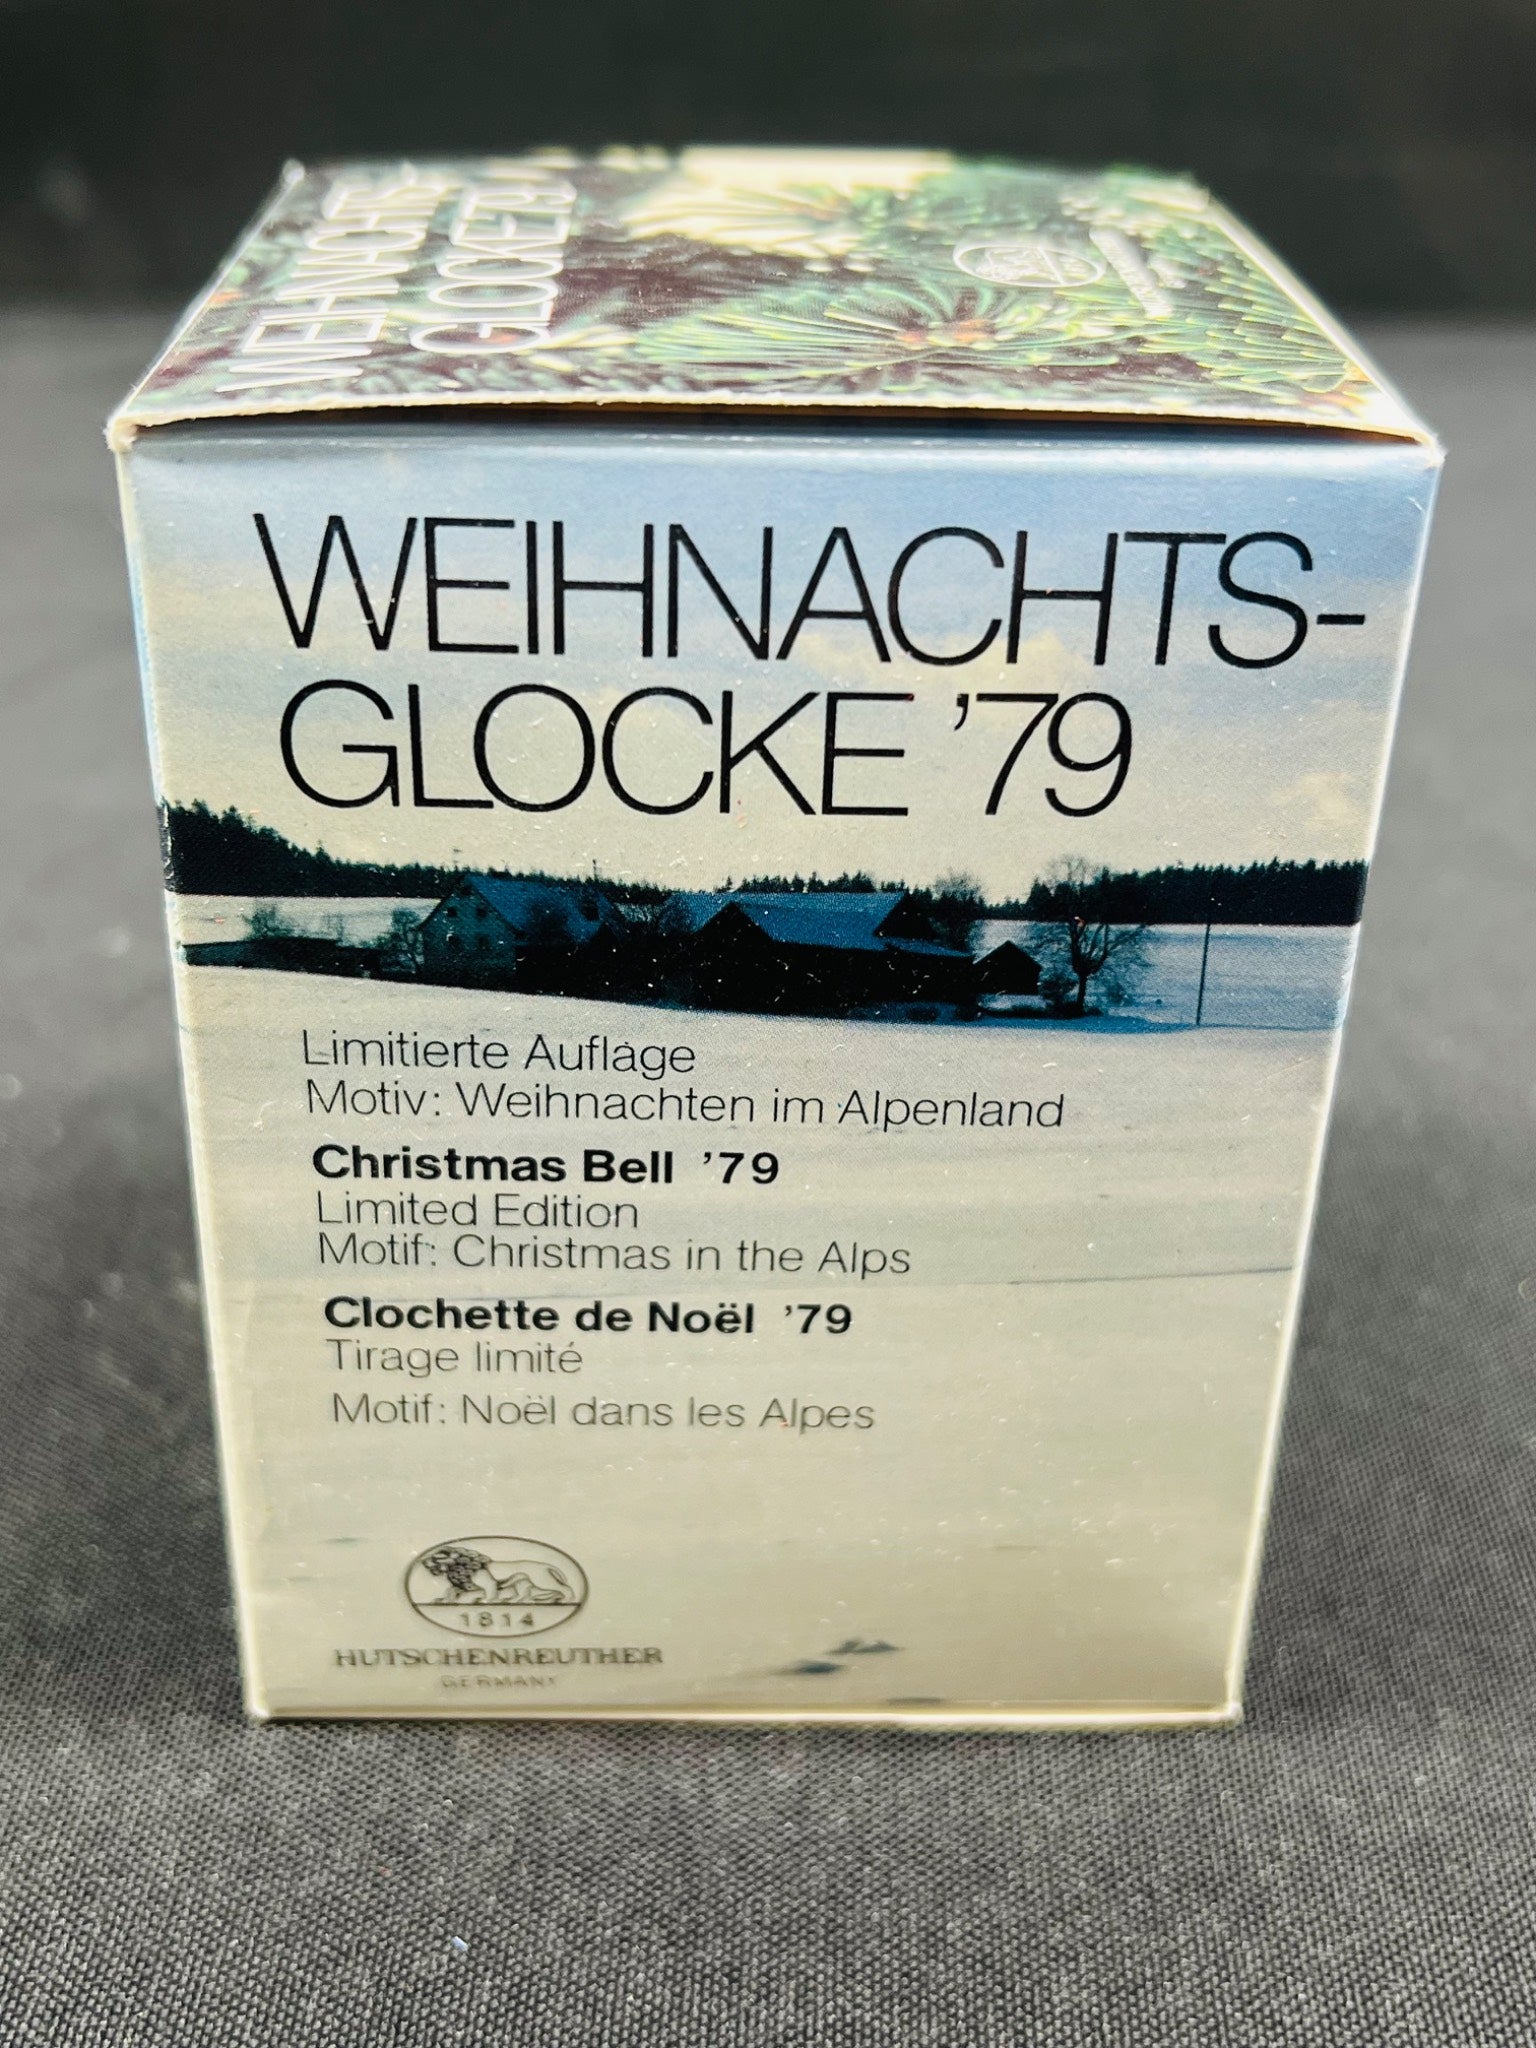 WEIHNACHTS-
GLOCKE '79
WEIHNACHTS-
GLOCKE '79
Limitierte Auflage
Motiv: Weihnachten im Alpenland
Christmas Bell '79
Limited Edition
Motif: Christmas in the Alps
Clochette de Noël '79
Tirage limité
Motif: Noël dans les Alpes
1814
HUTSCHENREUTHER
GERMANY